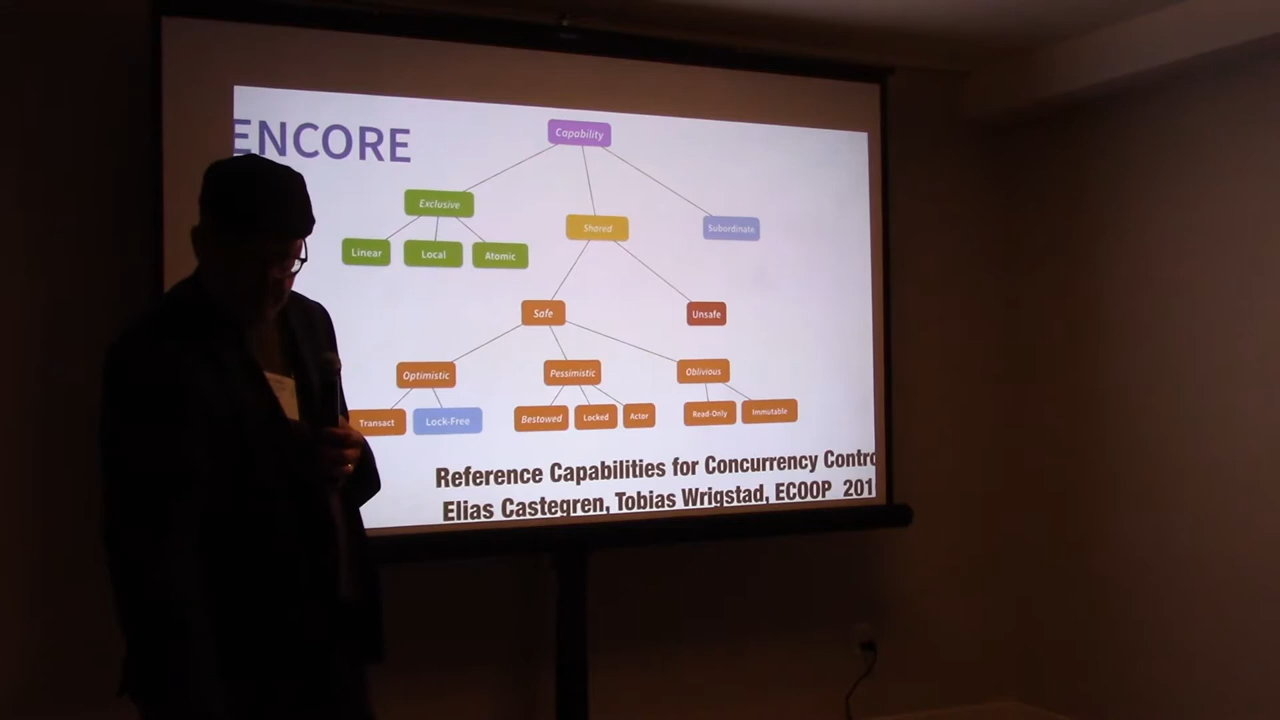 ENCORE
Capability
Exclusive
Shared
Subordinate
Linear
Local
Atomic
Safe
Unsafe
Optimistic
Pessimistic
Oblivious
Transact
Lock-Free
Bestowed
Locked
Actor
Read-Only
Immutable
Reference Capabilities for Concurrency Contro
Elias Castegren, Tobias Wrigstad, ECOOP 201